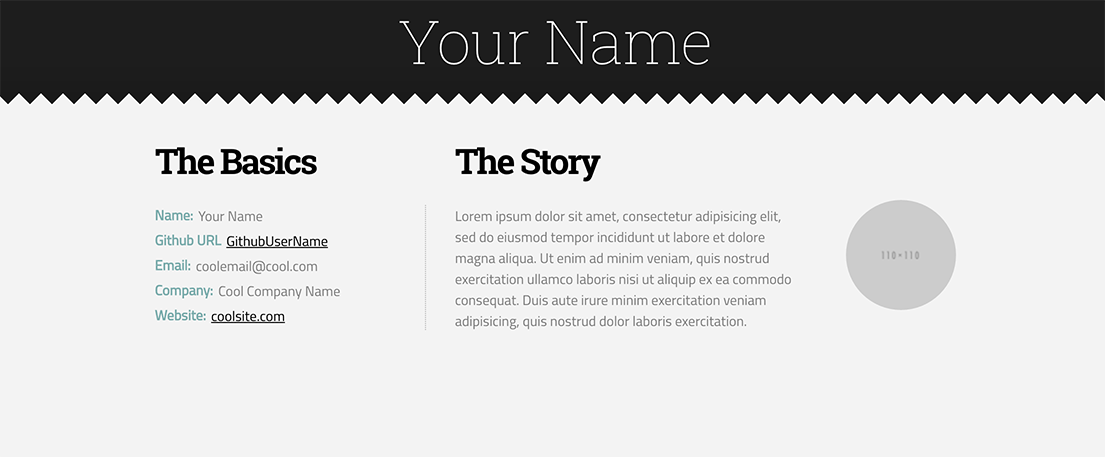 Your Name
The Basics
Name: Your Name
Github URL GithubUserName
Email: coolemail@cool.com
Company: Cool Company Name
Website: coolsite.com
The Story
Lorem ipsum dolor sit amet, consectetur adipisicing elit,
sed do eiusmod tempor incididunt ut labore et dolore
magna aliqua. Ut enim ad minim veniam, quis nostrud
exercitation ullamco laboris nisi ut aliquip ex ea commodo
consequat. Duis aute irure minim exercitation veniam
adipisicing, quis nostrud dolor laboris exercitation.
110×110